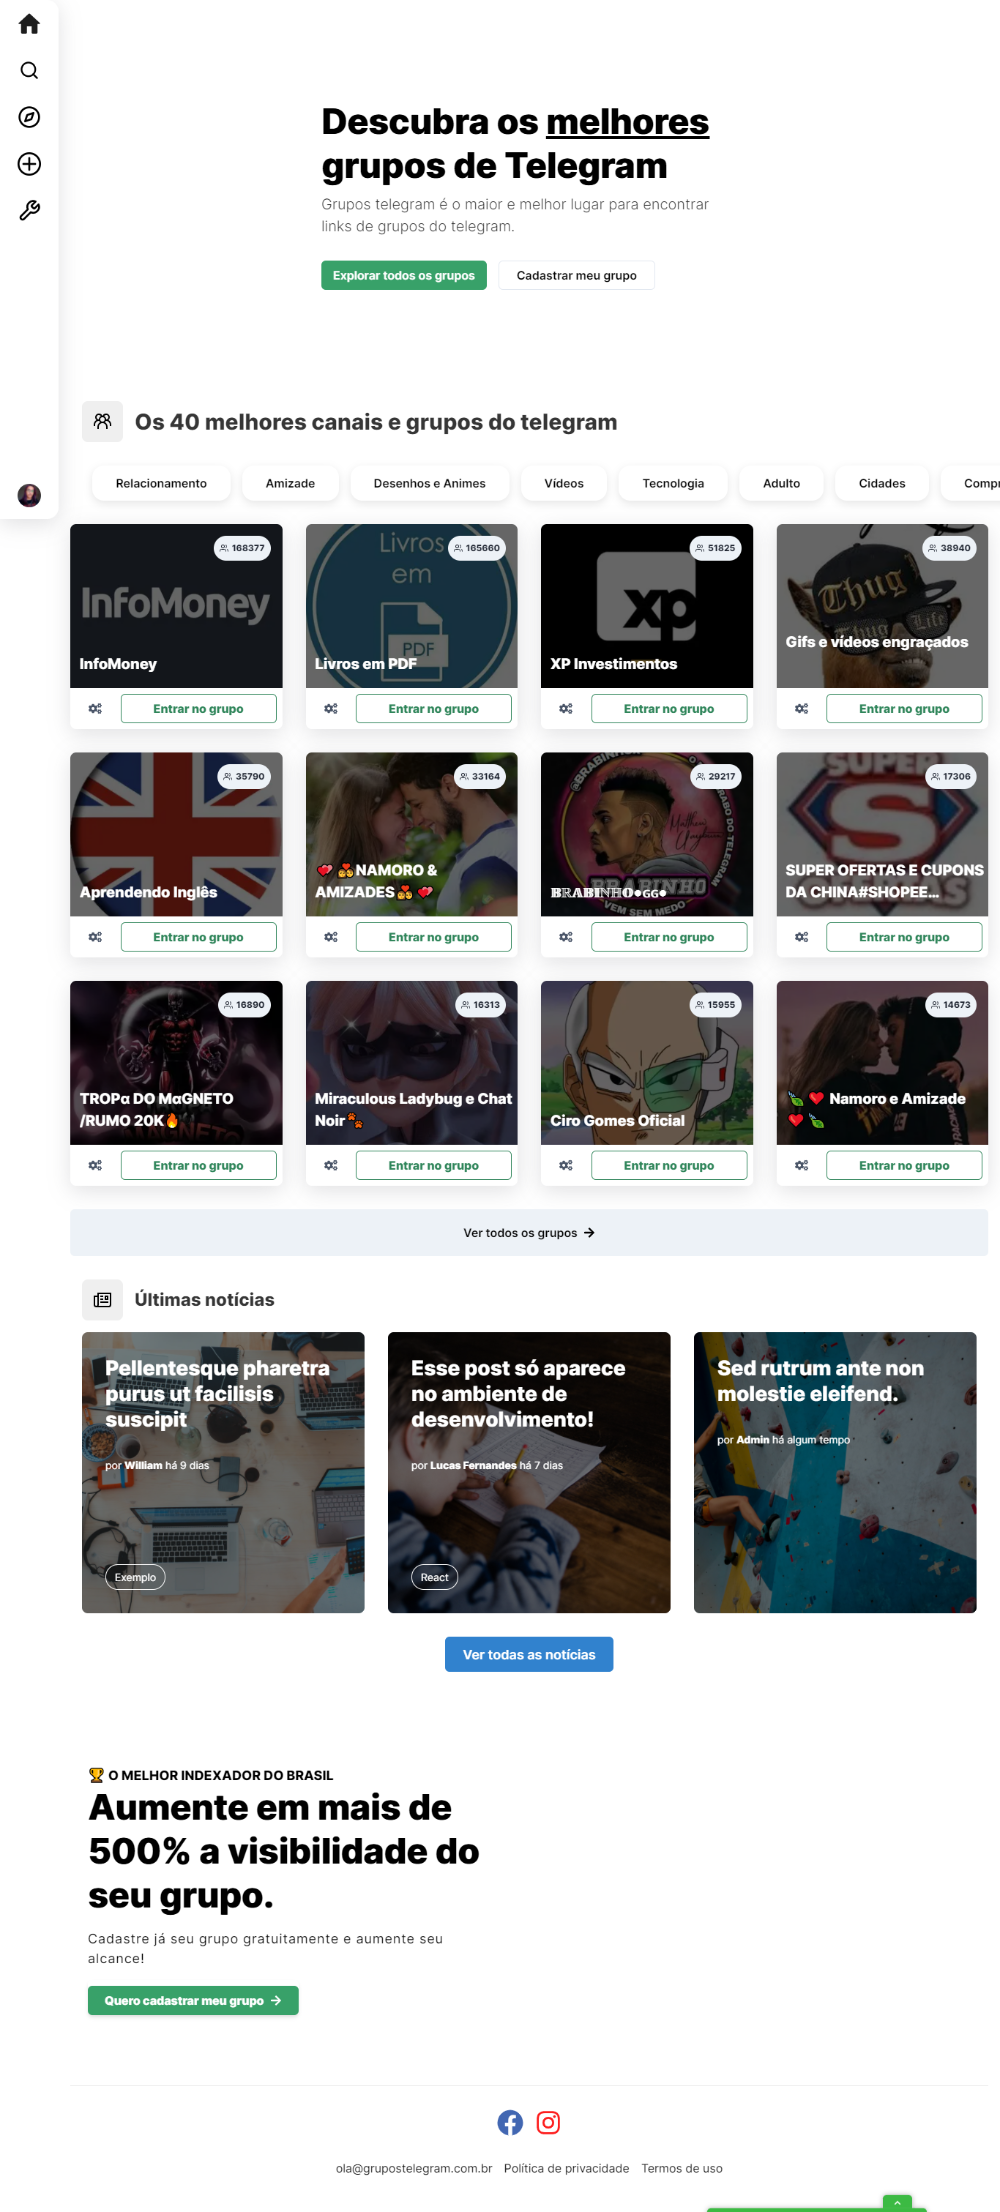 Descubra os melhores
grupos de Telegram
Grupos telegram é o maior e melhor lugar para encontrar
links de grupos do telegram.
Explorar todos os grupos
Cadastrar meu grupo
Os 40 melhores canais e grupos do telegram
Relacionamento
Amizade
Desenhos e Animes
Vídeos
Tecnologia
Adulto
Cidades
168377
InfoMoney
InfoMoney
Entrar no grupo
165660
Livros
em
PDF
Livros em PDF
Entrar no grupo
51825
xp
XP Investimentos
Entrar no grupo
38940
Thug
Thug Life
Gifs e vídeos engraçados
Entrar no grupo
35790
Aprendendo Inglês
Entrar no grupo
33164
💘 💑NAMORO &
AMIZADES💑 💘
Entrar no grupo
29217
BRABINHO
VEM SEM MEDO
𝔹ℝ𝔸𝔹𝕀ℕℍ𝕆●GG●
Entrar no grupo
17306
SUPER
S
SUPER OFERTAS E CUPONS
DA CHINA#SHOPEE...
Entrar no grupo
16890
TROPα DO MαGNETO
/RUMO 20K🔥
Entrar no grupo
16313
Miraculous Ladybug e Chat
Noir🐾
Entrar no grupo
15955
Ciro Gomes Oficial
Entrar no grupo
14673
🌿 ❤️ Namoro e Amizade
❤️ 🌿
Entrar no grupo
Ver todos os grupos →
Últimas notícias
Pellentesque pharetra
purus ut facilisis
suscipit
por William há 9 dias
Exemplo
Esse post só aparece
no ambiente de
desenvolvimento!
por Lucas Fernandes há 7 dias
React
Sed rutrum ante non
molestie eleifend.
por Admin há algum tempo
Ver todas as notícias
🏆 O MELHOR INDEXADOR DO BRASIL
Aumente em mais de
500% a visibilidade do
seu grupo.
Cadastre já seu grupo gratuitamente e aumente seu
alcance!
Quero cadastrar meu grupo →
ola@grupostelegram.com.br
Política de privacidade
Termos de uso